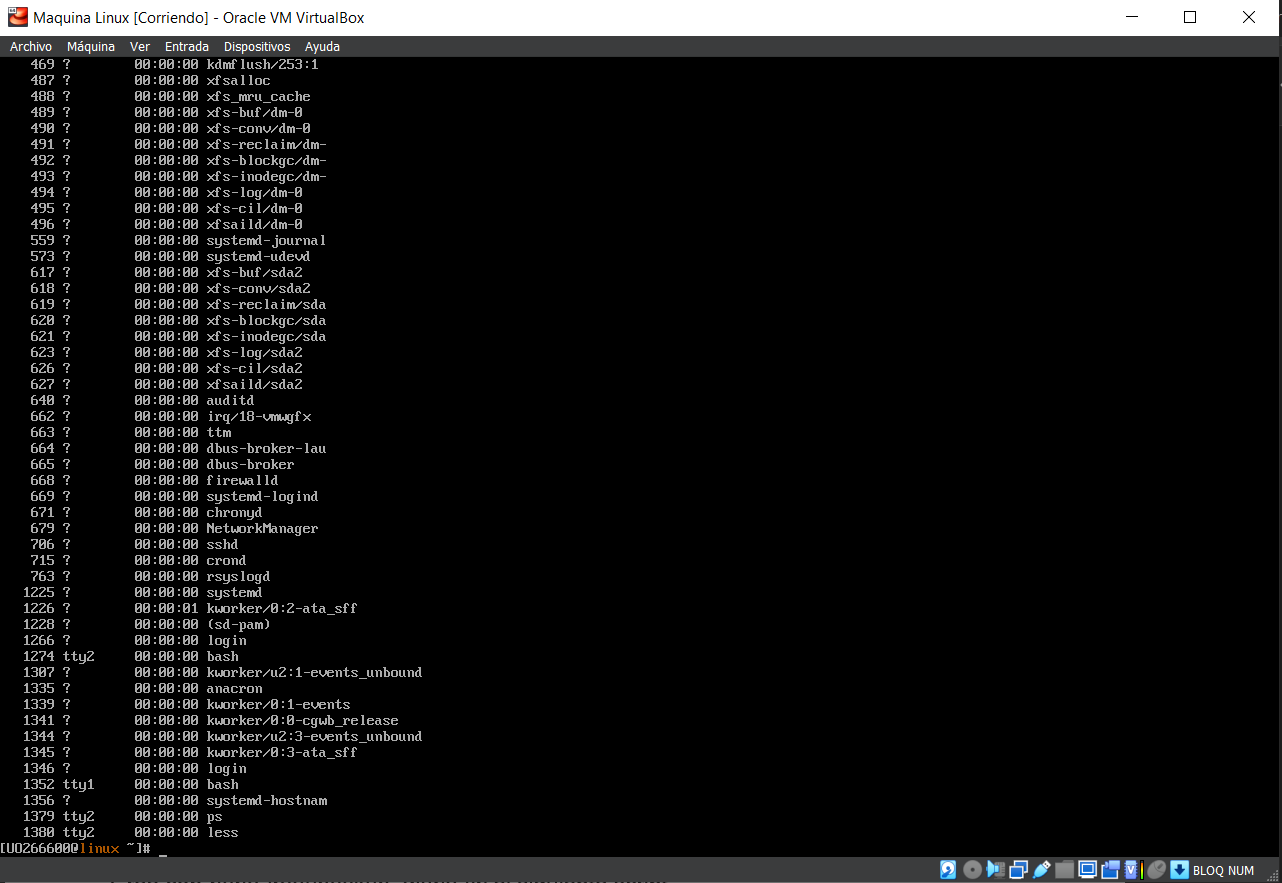 Maquina Linux [Corriendo] - Oracle VM VirtualBox
Archivo Máquina Ver Entrada Dispositivos Ayuda
469 ? 00:00:00 kdmflush/253:1
487 ? 00:00:00 xfsalloc
488 ? 00:00:00 xfs_mru_cache
489 ? 00:00:00 xfs-buf/dm-0
490 ? 00:00:00 xfs-conv/dm-0
491 ? 00:00:00 xfs-reclaim/dm-
492 ? 00:00:00 xfs-blockgc/dm-
493 ? 00:00:00 xfs-inodegc/dm-
494 ? 00:00:00 xfs-log/dm-0
495 ? 00:00:00 xfs-cil/dm-0
496 ? 00:00:00 xfsaild/dm-0
559 ? 00:00:00 systemd-journal
573 ? 00:00:00 systemd-udevd
617 ? 00:00:00 xfs-buf/sda2
618 ? 00:00:00 xfs-conv/sda2
619 ? 00:00:00 xfs-reclaim/sda
620 ? 00:00:00 xfs-blockgc/sda
621 ? 00:00:00 xfs-inodegc/sda
623 ? 00:00:00 xfs-log/sda2
626 ? 00:00:00 xfs-cil/sda2
627 ? 00:00:00 xfsaild/sda2
640 ? 00:00:00 auditd
662 ? 00:00:00 irq/18-vmwgfx
663 ? 00:00:00 ttm
664 ? 00:00:00 dbus-broker-lau
665 ? 00:00:00 dbus-broker
668 ? 00:00:00 firewalld
669 ? 00:00:00 systemd-logind
671 ? 00:00:00 chronyd
679 ? 00:00:00 NetworkManager
706 ? 00:00:00 sshd
715 ? 00:00:00 crond
763 ? 00:00:00 rsyslogd
1225 ? 00:00:00 systemd
1226 ? 00:00:01 kworker/0:2-ata_sff
1228 ? 00:00:00 (sd-pam)
1266 ? 00:00:00 login
1274 tty2 00:00:00 bash
1307 ? 00:00:00 kworker/u2:1-events_unbound
1335 ? 00:00:00 anacron
1339 ? 00:00:00 kworker/0:1-events
1341 ? 00:00:00 kworker/0:0-cgwb_release
1344 ? 00:00:00 kworker/u2:3-events_unbound
1345 ? 00:00:00 kworker/0:3-ata_sff
1346 ? 00:00:00 login
1352 tty1 00:00:00 bash
1356 ? 00:00:00 systemd-hostnam
1379 tty2 00:00:00 ps
1380 tty2 00:00:00 less
[UO266600@linux ~]# _
BLOQ NUM